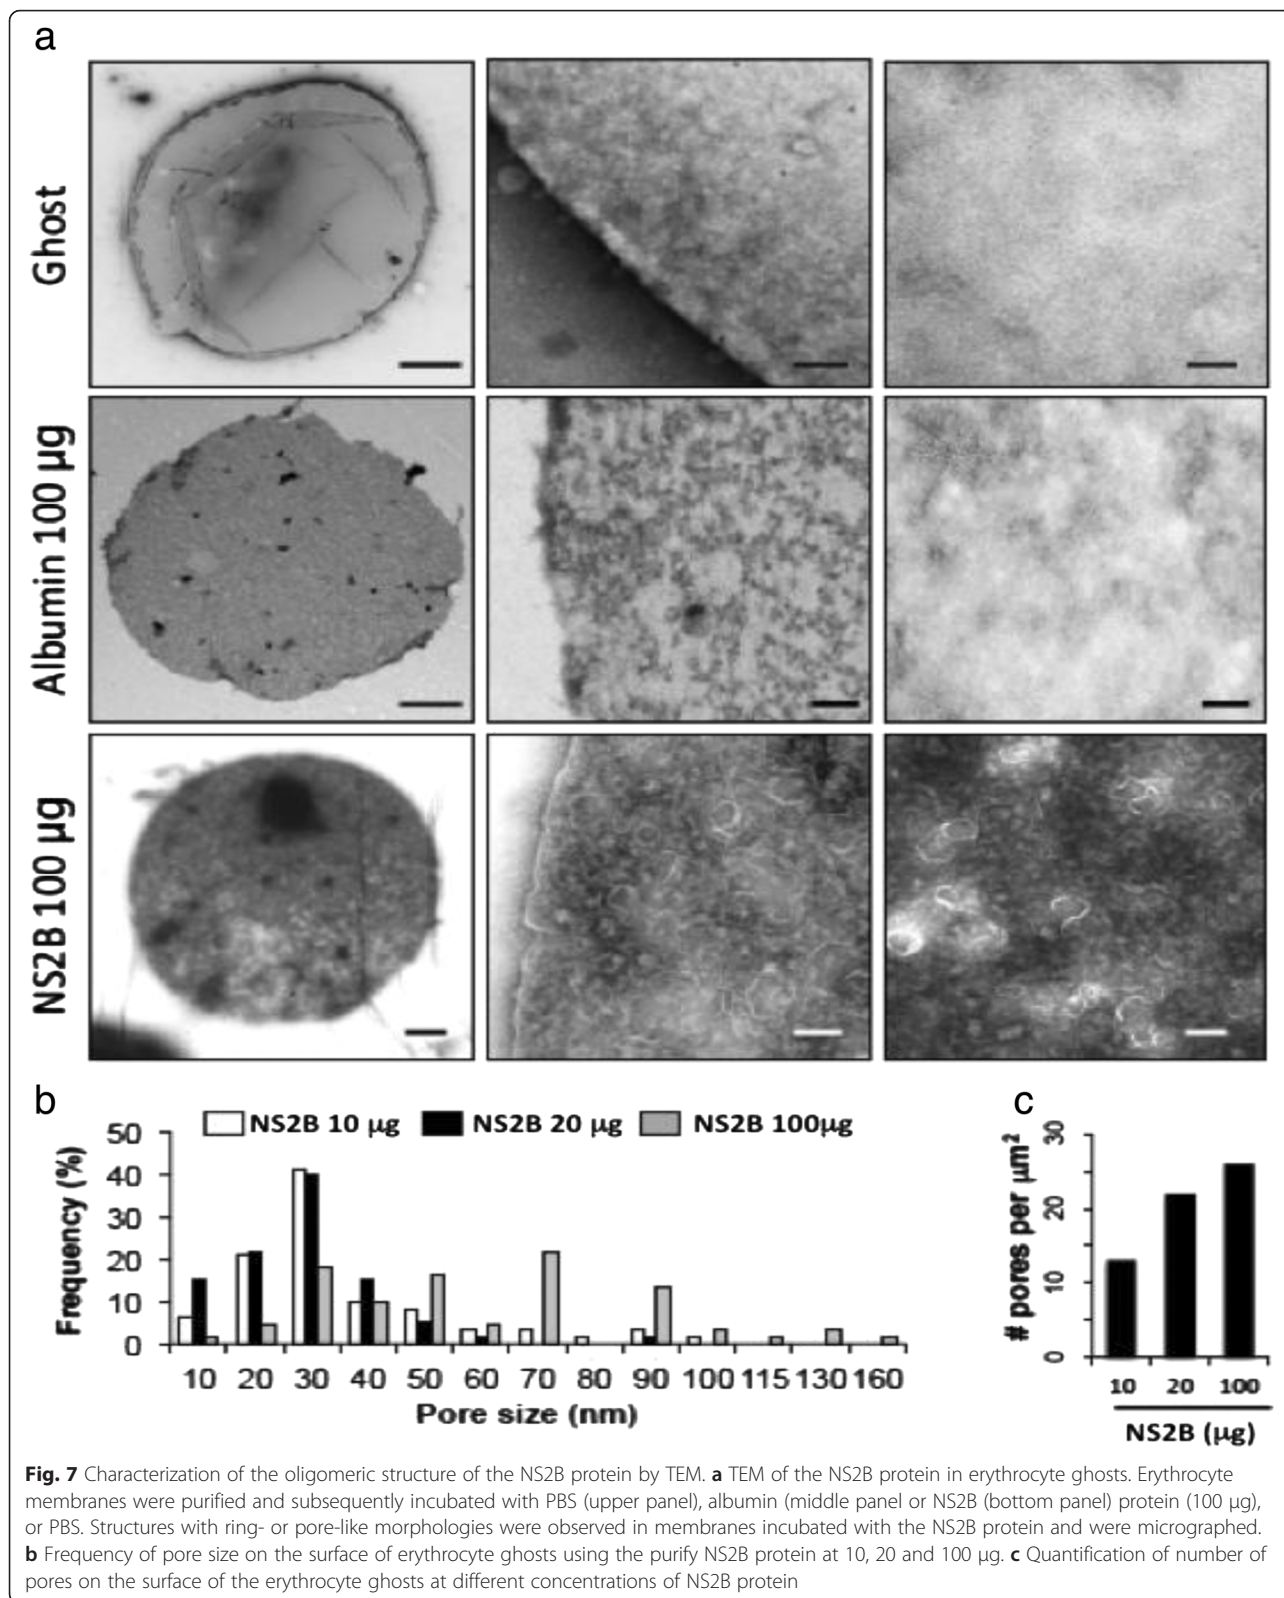 a
Ghost
Albumin 100 µg
NS2B 100 µg
b
NS2B 10 µg NS2B 20 µg NS2B 100µg
Frequency (%)
50
40
30
20
10
0
10 20 30 40 50 60 70 80 90 100 115 130 160
Pore size (nm)
c
# pores per µm²
30
20
10
0
10 20 100
NS2B (µg)
Fig. 7 Characterization of the oligomeric structure of the NS2B protein by TEM. a TEM of the NS2B protein in erythrocyte ghosts. Erythrocyte
membranes were purified and subsequently incubated with PBS (upper panel), albumin (middle panel or NS2B (bottom panel) protein (100 µg),
or PBS. Structures with ring- or pore-like morphologies were observed in membranes incubated with the NS2B protein and were micrographed.
b Frequency of pore size on the surface of erythrocyte ghosts using the purify NS2B protein at 10, 20 and 100 µg. c Quantification of number of
pores on the surface of the erythrocyte ghosts at different concentrations of NS2B protein